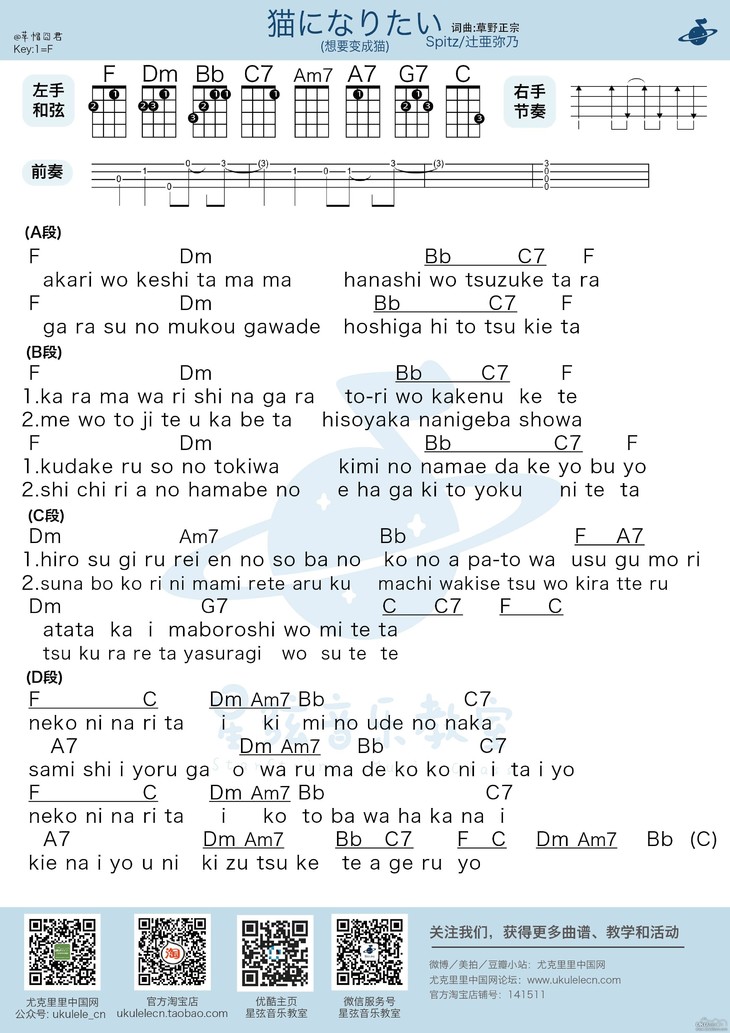 猫になりたい 词曲:草野正宗
@草帽囧君
Key:1=F
(想要变成猫) Spitz/辻亜弥乃
左手
和弦
F Dm Bb C7 Am7 A7 G7 C
右手
节奏
前奏
0 1 0 0 3 (3) 1 0 1 3 (3) 3 0 0 0
(A段)
F Dm Bb C7 F
akari wo keshi ta ma ma hanashi wo tsuzuke ta ra
F Dm Bb C7 F
ga ra su no mukou gawade hoshiga hi to tsu kie ta
(B段)
F Dm Bb C7 F
1.ka ra ma wa ri shi na ga ra to-ri wo kakenu ke te
2.me wo to ji te u ka be ta hisoyaka nanigeba showa
F Dm Bb C7 F
1.kudake ru so no tokiwa kimi no namae da ke yo bu yo
2.shi chi ri a no hamabe no e ha ga ki to yoku ni te ta
(C段)
Dm Am7 Bb F A7
1.hiro su gi ru rei en no so ba no ko no a pa-to wa usu gu mo ri
2.suna bo ko ri ni mami rete aru ku machi wakise tsu wo kira tte ru
Dm G7 C C7 F C
atata ka i maboroshi wo mi te ta
tsu ku ra re ta yasuragi wo su te te
(D段)
F C Dm Am7 Bb C7
neko ni na ri ta i ki mi no ude no naka
A7 Dm Am7 Bb C7
sami shi i yoru ga o wa ru ma de ko ko ni i ta i yo
F C Dm Am7 Bb C7
neko ni na ri ta i ko to ba wa ha ka na i
A7 Dm Am7 Bb C7 F C Dm Am7 Bb (C)
kie na i yo u ni ki zu tsu ke te a ge ru yo
星弦音乐教室
尤克里里中国网
公众号: ukulele_cn
淘
官方淘宝店
ukulelecn.taobao.com
优酷主页
星弦音乐教室
微信服务号
星弦音乐教室
关注我们，获得更多曲谱、教学和活动
微博／美拍／豆瓣小站：尤克里里中国网
尤克里里中国网论坛：www.ukulelecn.com
官方淘宝店铺号：141511